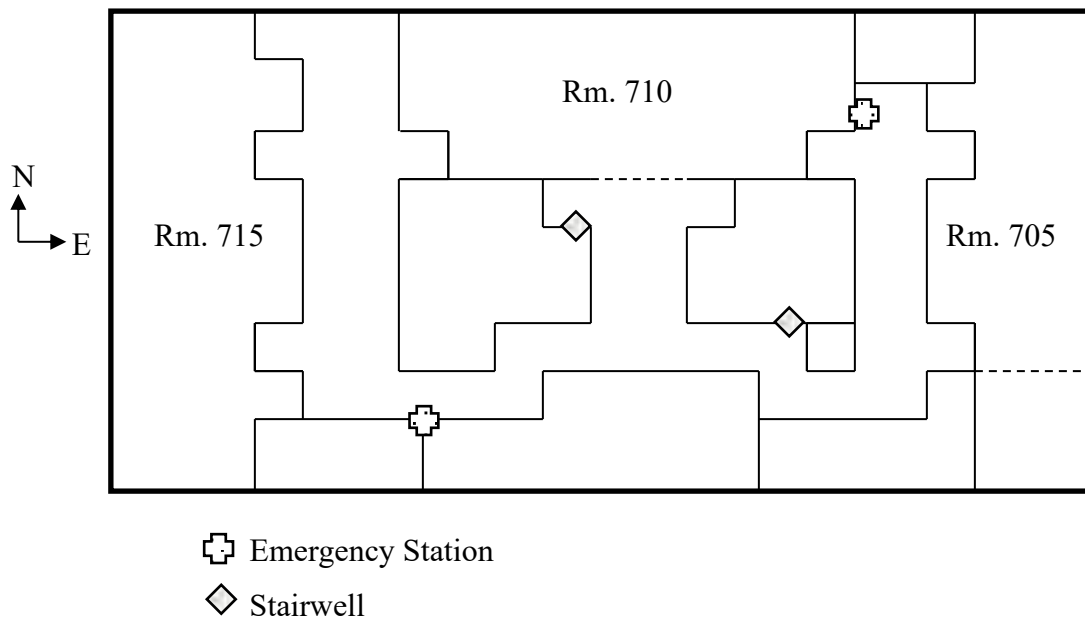 Rm. 710
N
E
Rm. 715
Rm. 705
Emergency Station
Stairwell